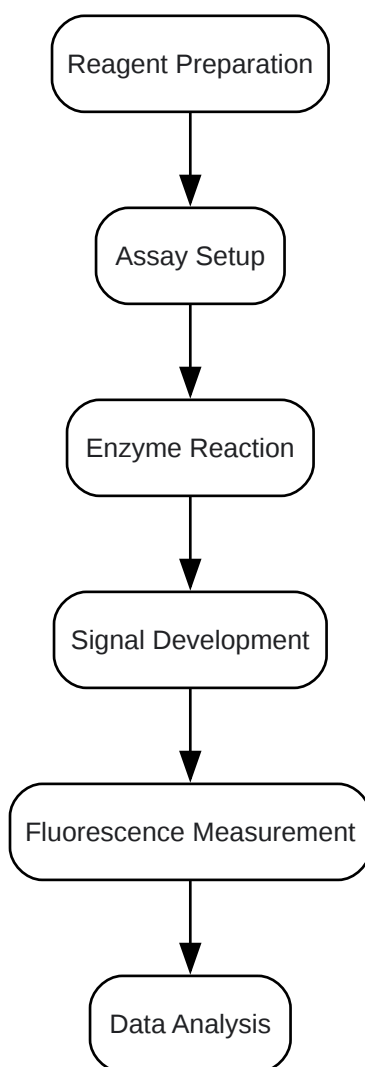 Reagent Preparation
Assay Setup
Enzyme Reaction
Signal Development
Fluorescence Measurement
Data Analysis